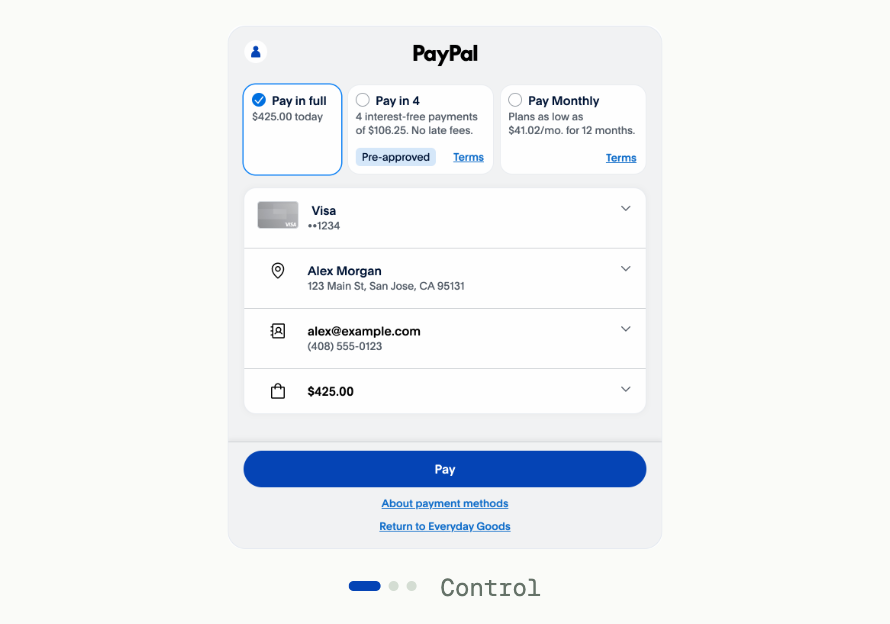 PayPal
Pay in full
$425.00 today
Pay in 4
4 interest-free payments
of $106.25. No late fees.
Pre-approved
Terms
Pay Monthly
Plans as low as
$41.02/mo. for 12 months.
Terms
VISA
Visa
••1234
Alex Morgan
123 Main St, San Jose, CA 95131
alex@example.com
(408) 555-0123
$425.00
Pay
About payment methods
Return to Everyday Goods
Control